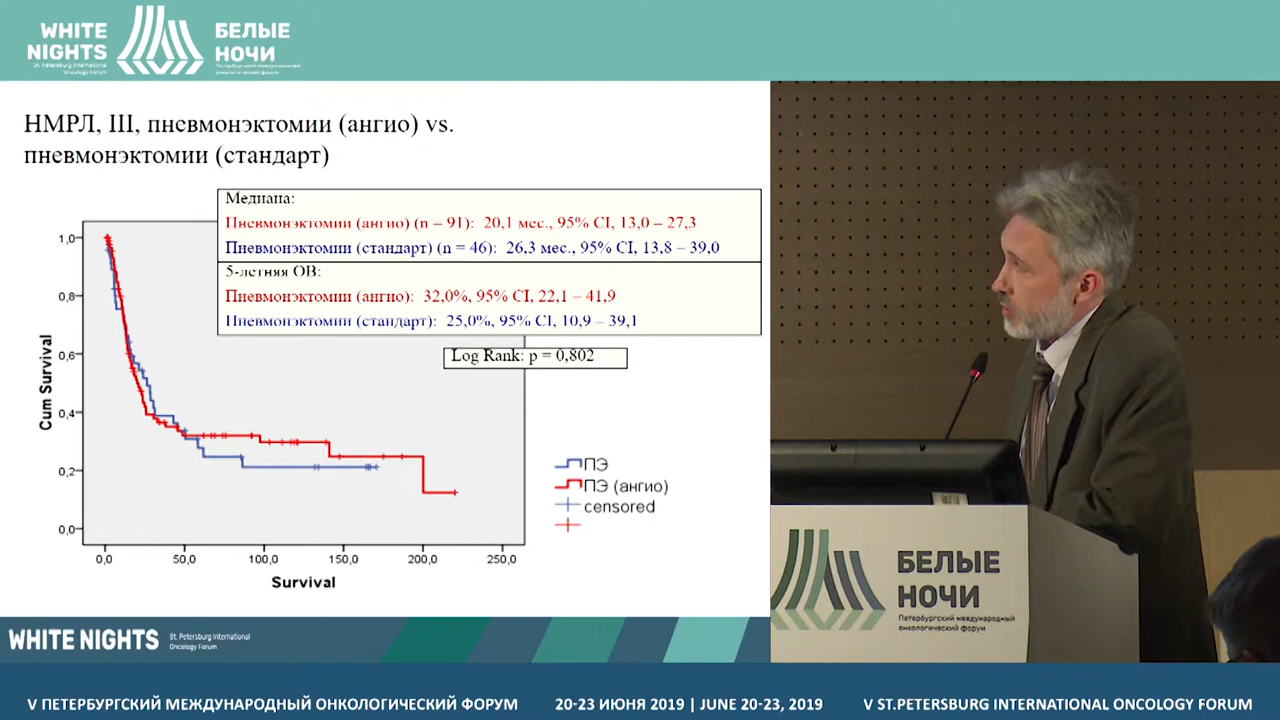 WHITE
NIGHTS
St. Petersburg International
Oncology Forum
БЕЛЫЕ
НОЧИ
Петербургский международный
онкологический форум
НМРЛ, III, пневмонэктомии (ангио) vs.
пневмонэктомии (стандарт)
Медиана:
Пневмонэктомии (ангио) (n – 91): 20,1 мес., 95% CI, 13,0 – 27,3
Пневмонэктомии (стандарт) (n = 46): 26,3 мес., 95% CI, 13,8 – 39,0
5-летняя ОВ:
Пневмонэктомии (ангио): 32,0%, 95% CI, 22,1 – 41,9
Пневмонэктомии (стандарт): 25,0%, 95% CI, 10,9 – 39,1
Log Rank: p = 0,802
Cum Survival
1,0
0,8
0,6
0,4
0,2
0,0
0,0 50,0 100,0 150,0 200,0 250,0
Survival
ПЭ
ПЭ (ангио)
censored
БЕЛЫЕ
НОЧИ
Петербургский международный
онкологический форум
WHITE NIGHTS
St. Petersburg International
Oncology Forum
V ПЕТЕРБУРГСКИЙ МЕЖДУНАРОДНЫЙ ОНКОЛОГИЧЕСКИЙ ФОРУМ 20-23 ИЮНЯ 2019 | JUNE 20-23, 2019 V ST.PETERSBURG INTERNATIONAL ONCOLOGY FORUM